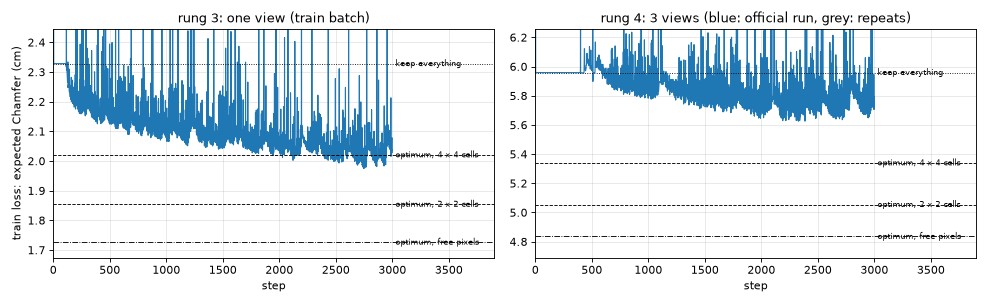 rung 3: one view (train batch)
train loss: expected Chamfer (cm)
2.4
2.3
2.2
2.1
2.0
1.9
1.8
1.7
keep everything
optimum, 4 x 4 cells
optimum, 2 x 2 cells
optimum, free pixels
0 500 1000 1500 2000 2500 3000 3500
step
rung 4: 3 views (blue: official run, grey: repeats)
6.2
6.0
5.8
5.6
5.4
5.2
5.0
4.8
keep everything
optimum, 4 x 4 cells
optimum, 2 x 2 cells
optimum, free pixels
0 500 1000 1500 2000 2500 3000 3500
step